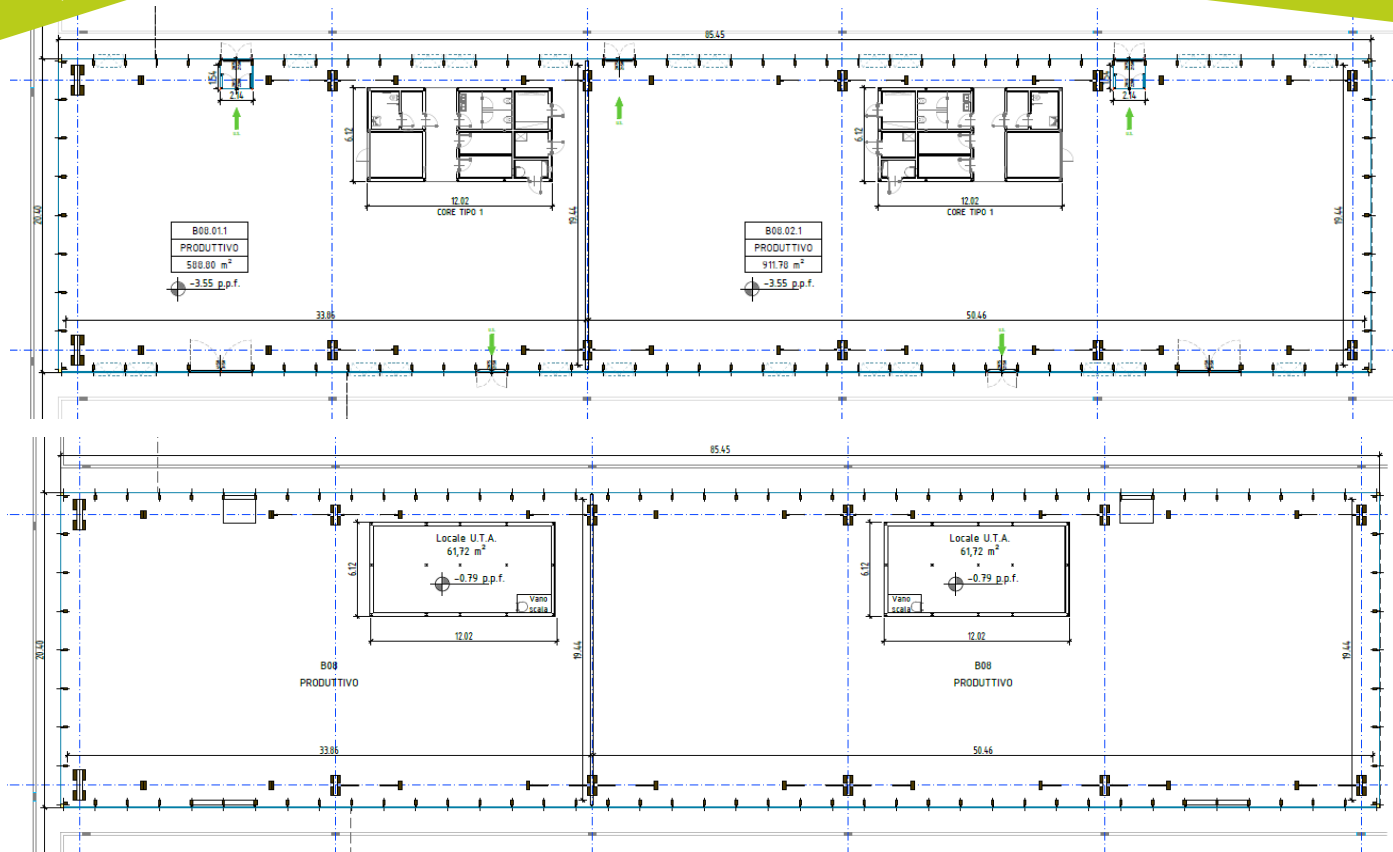 85.45
1.54
2.14
2.14
6.12
6.12
12.02
CORE TIPO 1
12.02
CORE TIPO 1
20.40
19.44
19.44
B08.01.1
PRODUTTIVO
588.80 m²
-3.55 p.p.f.
B08.02.1
PRODUTTIVO
911.78 m²
-3.55 p.p.f.
33.86
50.46
85.45
Locale U.T.A.
61,72 m²
-0.79 p.p.f.
Vano
scala
6.12
12.02
Locale U.T.A.
61,72 m²
-0.79 p.p.f.
Vano
scala
6.12
12.02
20.40
19.44
19.44
B08
PRODUTTIVO
B08
PRODUTTIVO
33.86
50.46